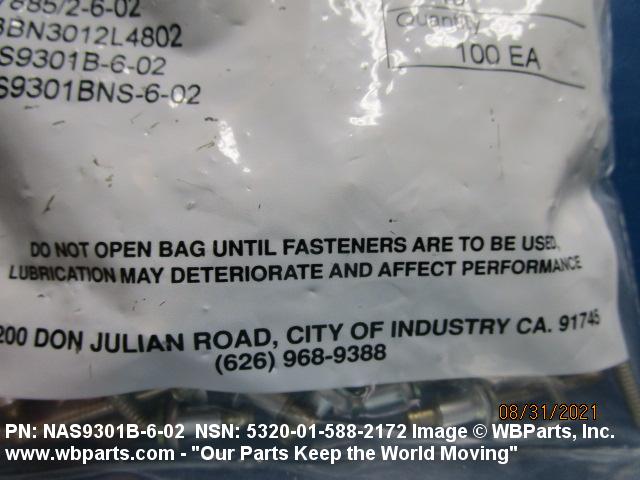 7885/2-6-02
BBN3012L4802
S9301B-6-02
S9301BNS-6-02
Quantity
100 EA
DO NOT OPEN BAG UNTIL FASTENERS ARE TO BE USED.
LUBRICATION MAY DETERIORATE AND AFFECT PERFORMANCE
200 DON JULIAN ROAD, CITY OF INDUSTRY CA. 91745
(626) 968-9388
08/31/2021
PN: NAS9301B-6-02 NSN: 5320-01-588-2172 Image © WBParts, Inc.
www.wbparts.com - "Our Parts Keep the World Moving"